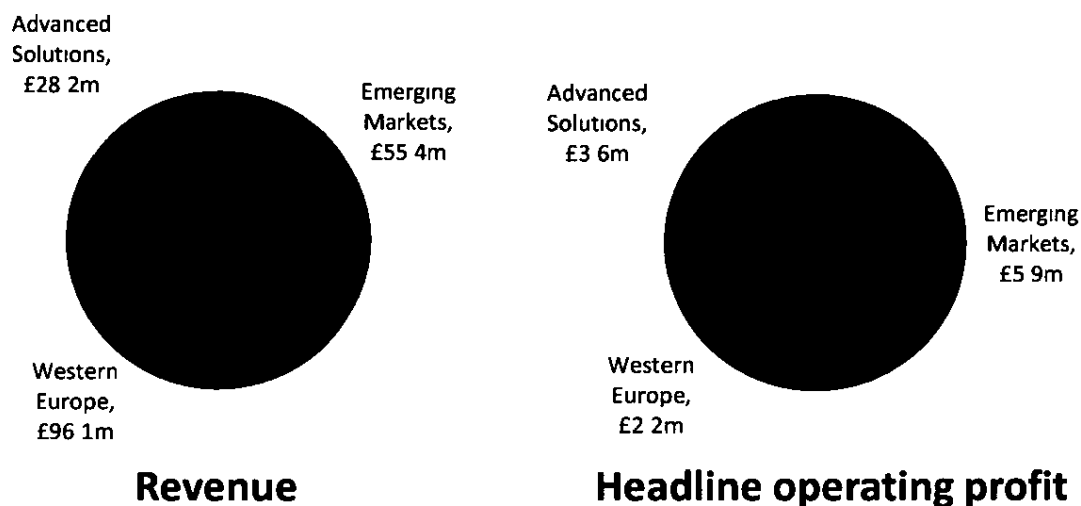 Advanced
Solutions,
£28 2m
Emerging
Markets,
£55 4m
Western
Europe,
£96 1m
Revenue
Advanced
Solutions,
£3 6m
Emerging
Markets,
£5 9m
Western
Europe,
£2 2m
Headline operating profit